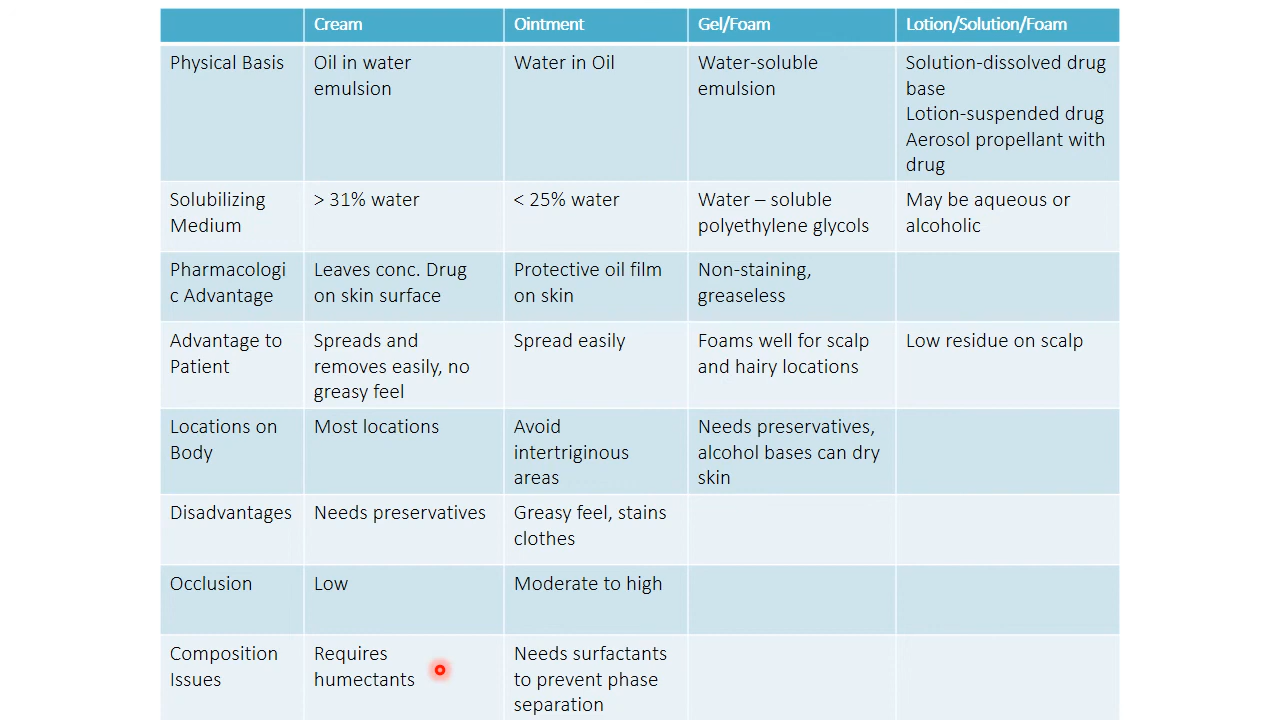 Cream
Ointment
Gel/Foam
Lotion/Solution/Foam
Physical Basis
Oil in water
emulsion
Water in Oil
Water-soluble
emulsion
Solution-dissolved drug
base
Lotion-suspended drug
Aerosol propellant with
drug
Solubilizing
Medium
> 31% water
< 25% water
Water – soluble
polyethylene glycols
May be aqueous or
alcoholic
Pharmacologi
c Advantage
Leaves conc. Drug
on skin surface
Protective oil film
on skin
Non-staining,
greaseless
Advantage to
Patient
Spreads and
removes easily, no
greasy feel
Spread easily
Foams well for scalp
and hairy locations
Low residue on scalp
Locations on
Body
Most locations
Avoid
intertriginous
areas
Needs preservatives,
alcohol bases can dry
skin
Disadvantages
Needs preservatives
Greasy feel, stains
clothes
Occlusion
Low
Moderate to high
Composition
Issues
Requires
humectants
Needs surfactants
to prevent phase
separation